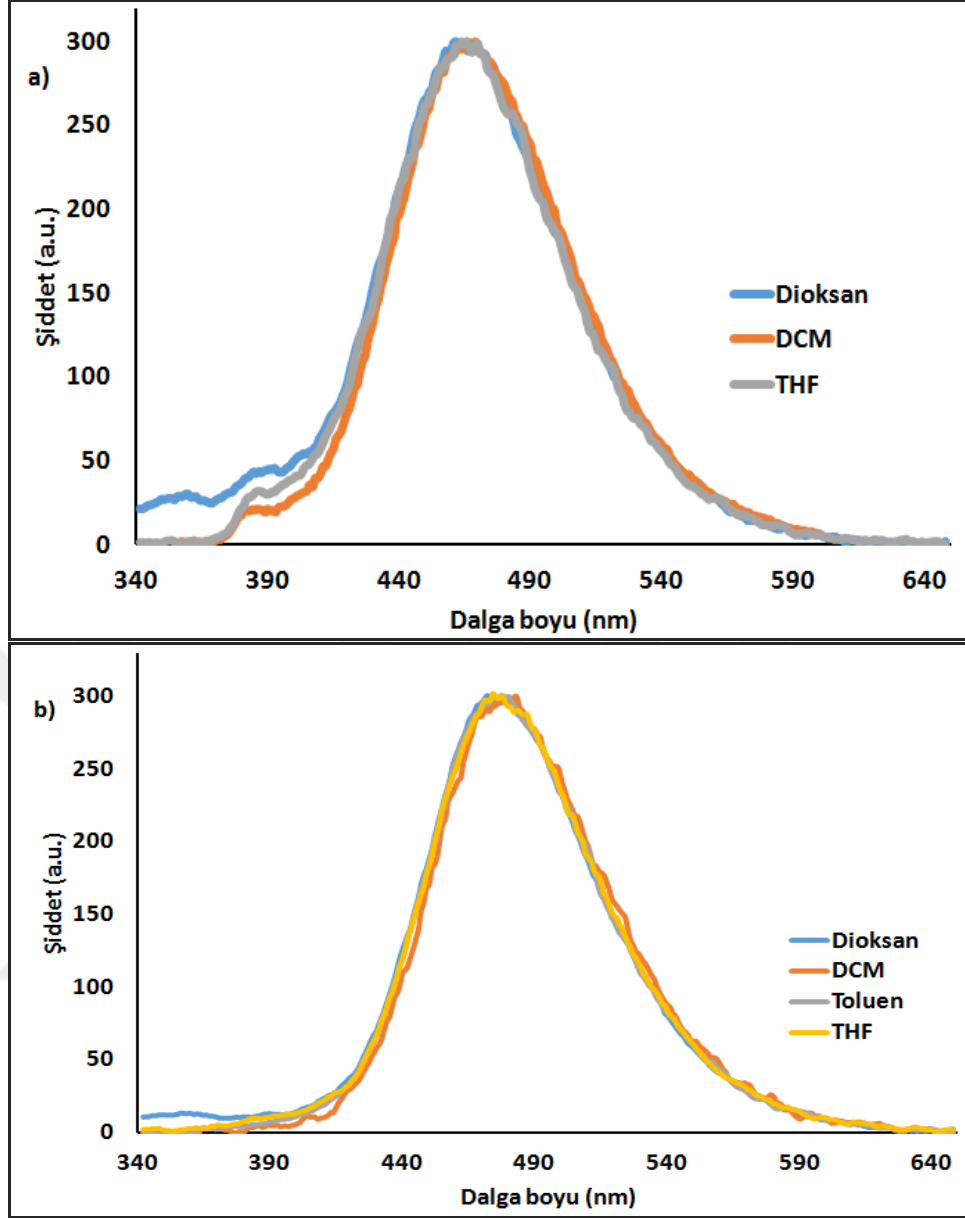 a)
Şiddet (a.u.)
300
250
200
150
100
50
0
Dioksan
DCM
THF
340 390 440 490 540 590 640
Dalga boyu (nm)
b)
Şiddet (a.u.)
300
250
200
150
100
50
0
Dioksan
DCM
Toluen
THF
340 390 440 490 540 590 640
Dalga boyu (nm)